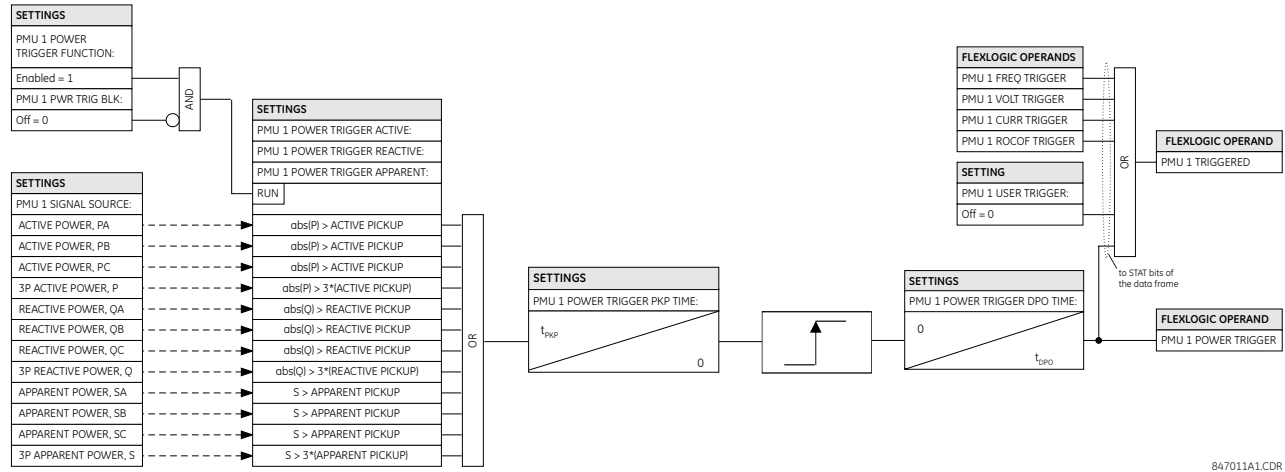 SETTINGS
PMU 1 POWER
TRIGGER FUNCTION:
Enabled = 1
PMU 1 PWR TRIG BLK:
Off = 0
AND
SETTINGS
PMU 1 POWER TRIGGER ACTIVE:
PMU 1 POWER TRIGGER REACTIVE:
PMU 1 POWER TRIGGER APPARENT:
RUN
SETTINGS
PMU 1 SIGNAL SOURCE:
ACTIVE POWER, PA
ACTIVE POWER, PB
ACTIVE POWER, PC
3P ACTIVE POWER, P
REACTIVE POWER, QA
REACTIVE POWER, QB
REACTIVE POWER, QC
3P REACTIVE POWER, Q
APPARENT POWER, SA
APPARENT POWER, SB
APPARENT POWER, SC
3P APPARENT POWER, S
abs(P) > ACTIVE PICKUP
abs(P) > ACTIVE PICKUP
abs(P) > ACTIVE PICKUP
abs(P) > 3*(ACTIVE PICKUP)
abs(Q) > REACTIVE PICKUP
abs(Q) > REACTIVE PICKUP
abs(Q) > REACTIVE PICKUP
abs(Q) > 3*(REACTIVE PICKUP)
S > APPARENT PICKUP
S > APPARENT PICKUP
S > APPARENT PICKUP
S > 3*(APPARENT PICKUP)
OR
SETTINGS
PMU 1 POWER TRIGGER PKP TIME:
tPKP
0
SETTINGS
PMU 1 POWER TRIGGER DPO TIME:
0
tDPO
FLEXLOGIC OPERANDS
PMU 1 FREQ TRIGGER
PMU 1 VOLT TRIGGER
PMU 1 CURR TRIGGER
PMU 1 ROCOF TRIGGER
SETTING
PMU 1 USER TRIGGER:
Off = 0
OR
to STAT bits of
the data frame
FLEXLOGIC OPERAND
PMU 1 TRIGGERED
FLEXLOGIC OPERAND
PMU 1 POWER TRIGGER
847011A1.CDR